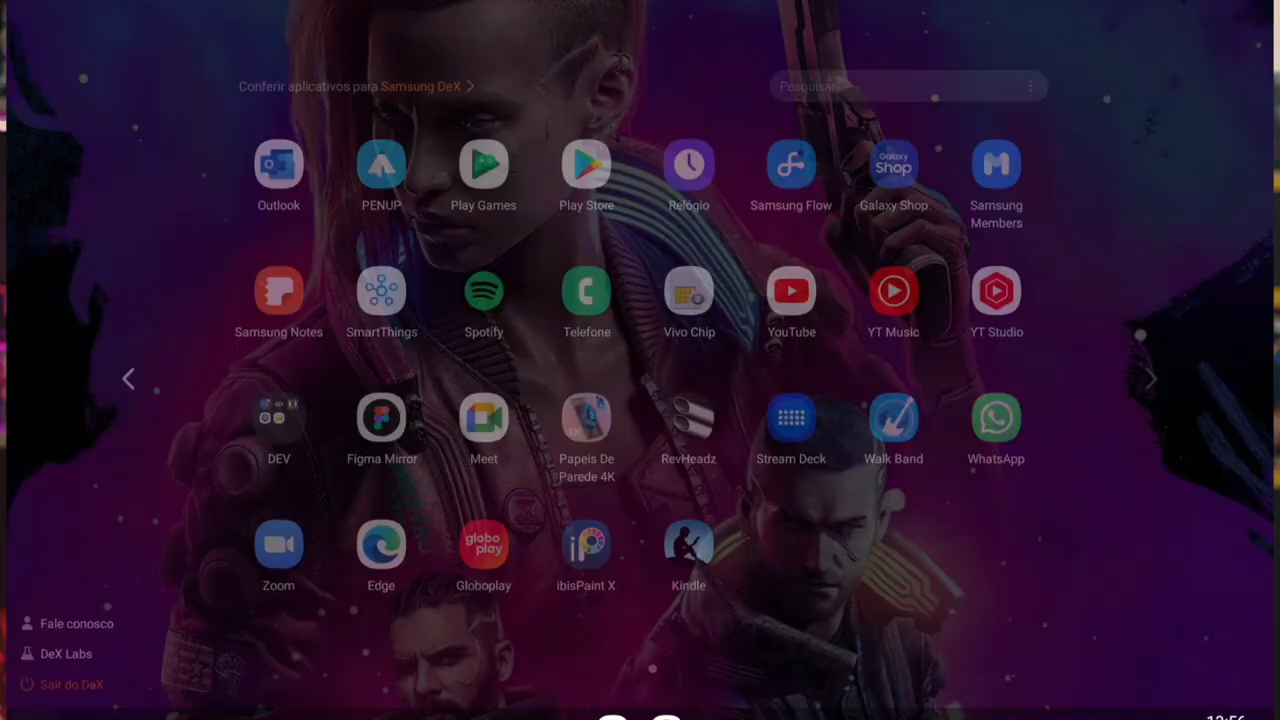 Conferir aplicativos para Samsung DeX
Pesquisar
Galaxy
Shop
Outlook
PENUP
Play Games
Play Store
Relógio
Samsung Flow
Galaxy Shop
Samsung
Members
Samsung Notes
SmartThings
Spotify
Telefone
Vivo Chip
YouTube
YT Music
YT Studio
DEV
Figma Mirror
Meet
4K
Papeis De
Parede 4K
RevHeadz
Stream Deck
Walk Band
WhatsApp
globo
play
Zoom
Edge
Globoplay
ibisPaint X
Kindle
Fale conosco
DeX Labs
Sair do DeX